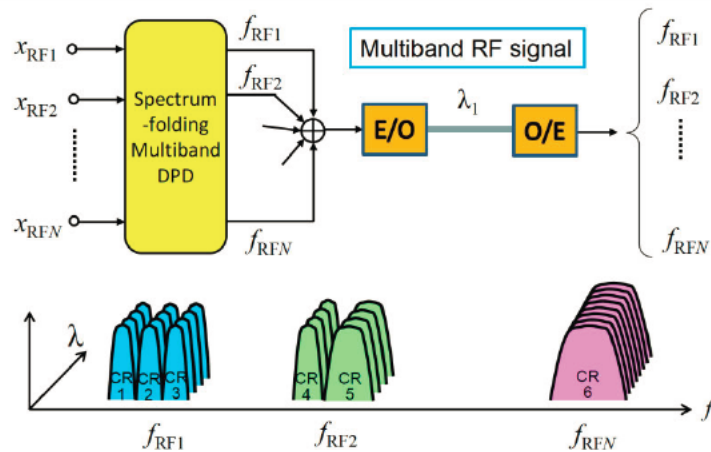 x_RF1
x_RF2
x_RFN
Spectrum
-folding
Multiband
DPD
f_RF1
f_RF2
f_RFN
Multiband RF signal
E/O
λ_1
O/E
f_RF1
f_RF2
f_RFN
λ
CR
1
CR
2
CR
3
CR
4
CR
5
CR
6
f
f_RF1
f_RF2
f_RFN